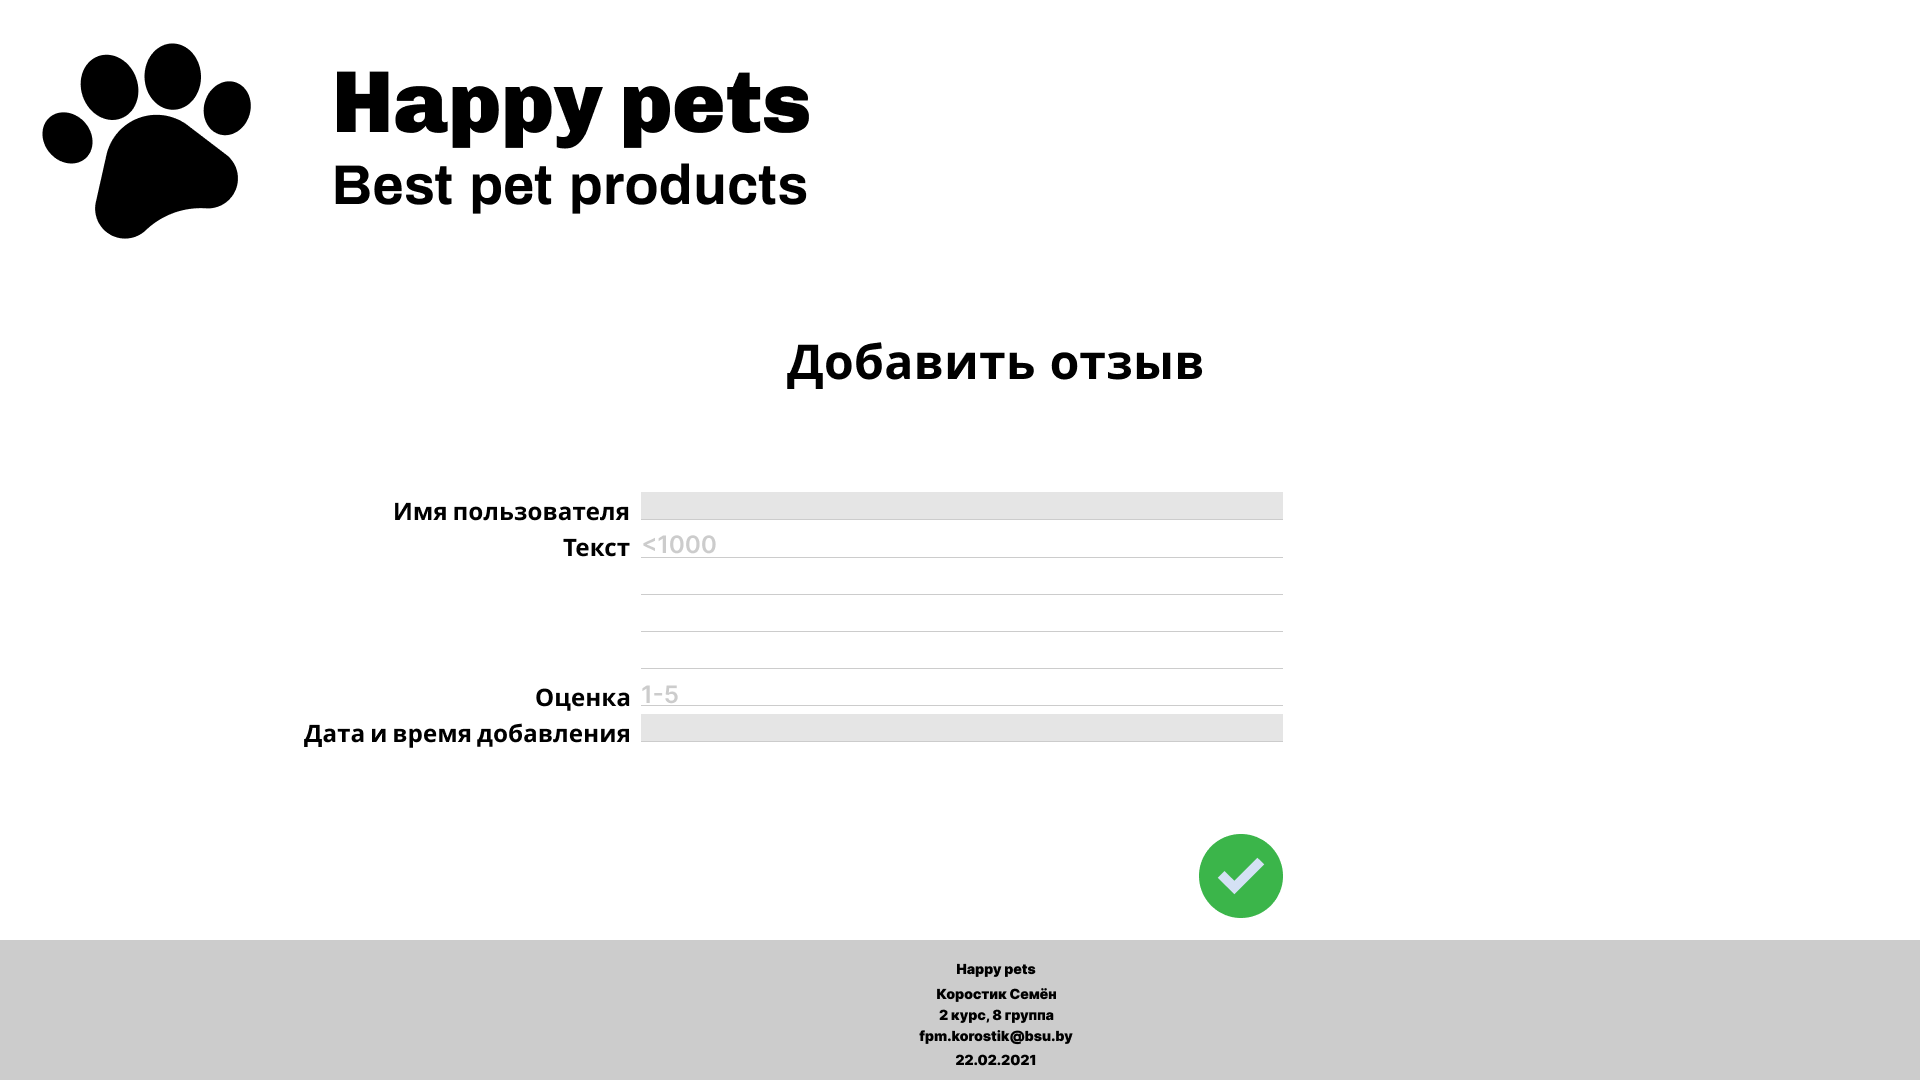 Happy pets
Best pet products
Добавить отзыв
Имя пользователя
Текст <1000
Оценка 1-5
Дата и время добавления
Happy pets
Коростик Семён
2 курс, 8 группа
fpm.korostik@bsu.by
22.02.2021